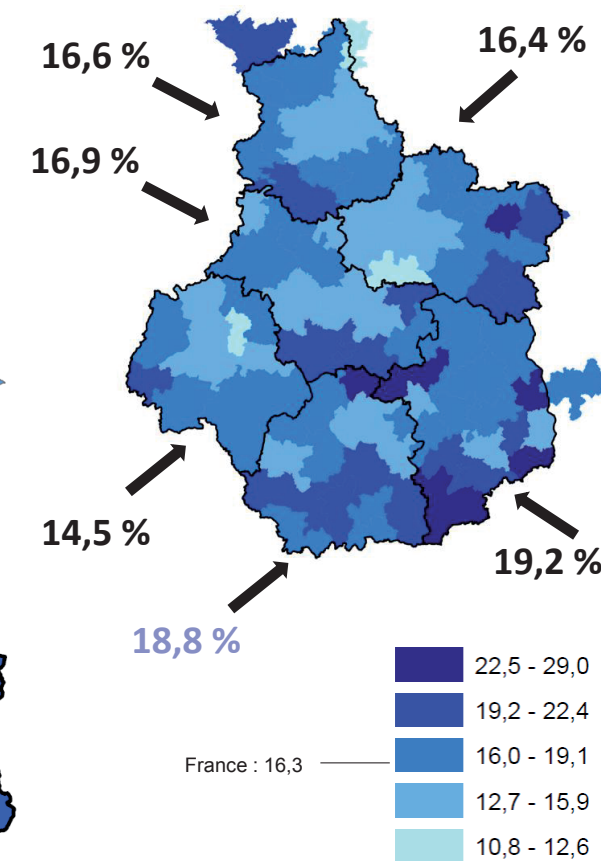 16,6 %
16,4 %
16,9 %
14,5 %
19,2 %
18,8 %
22,5 - 29,0
19,2 - 22,4
France : 16,3
16,0 - 19,1
12,7 - 15,9
10,8 - 12,6